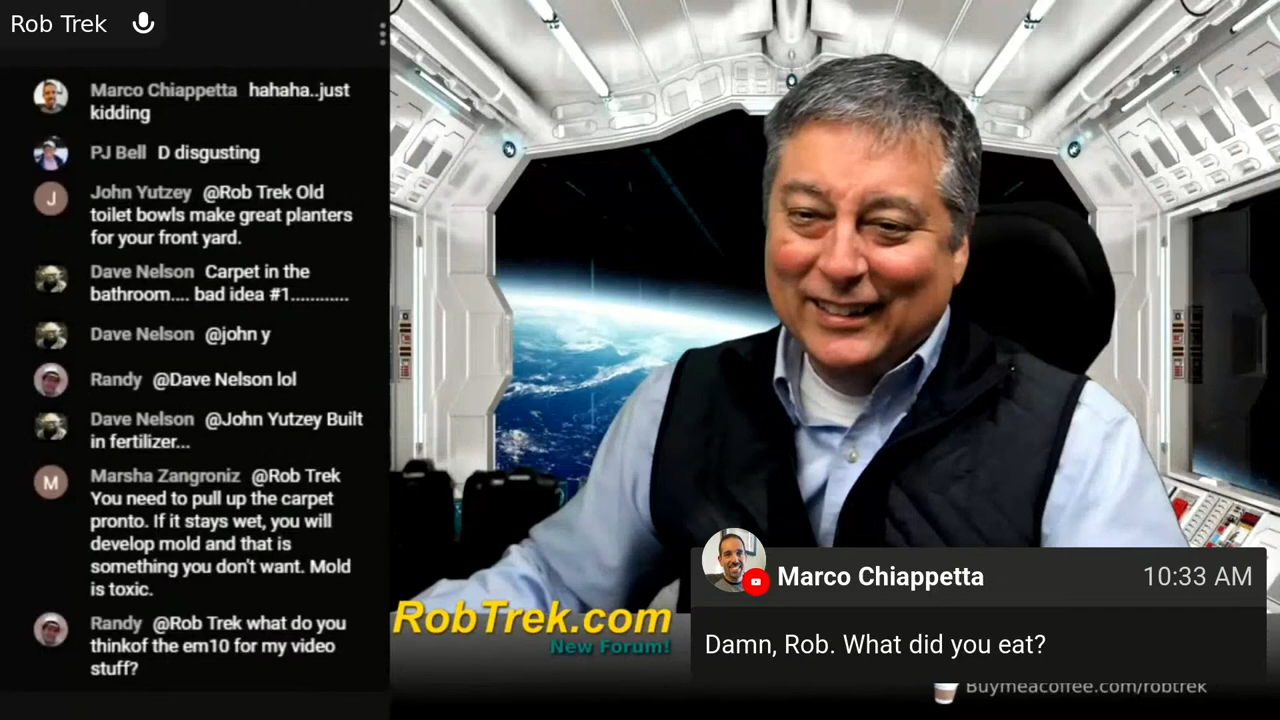 Rob Trek
Marco Chiappetta hahaha..just
kidding
PJ Bell D disgusting
J
John Yutzey @Rob Trek Old
toilet bowls make great planters
for your front yard.
Dave Nelson Carpet in the
bathroom.... bad idea #1............
Dave Nelson @john y
Randy @Dave Nelson lol
Dave Nelson @John Yutzey Built
in fertilizer...
M
Marsha Zangroniz @Rob Trek
You need to pull up the carpet
pronto. If it stays wet, you will
develop mold and that is
something you don't want. Mold
is toxic.
Randy @Rob Trek what do you
thinkof the em10 for my video
stuff?
RobTrek.com
New Forum!
Marco Chiappetta 10:33 AM
Damn, Rob. What did you eat?
Buymeacoffee.com/robtrek